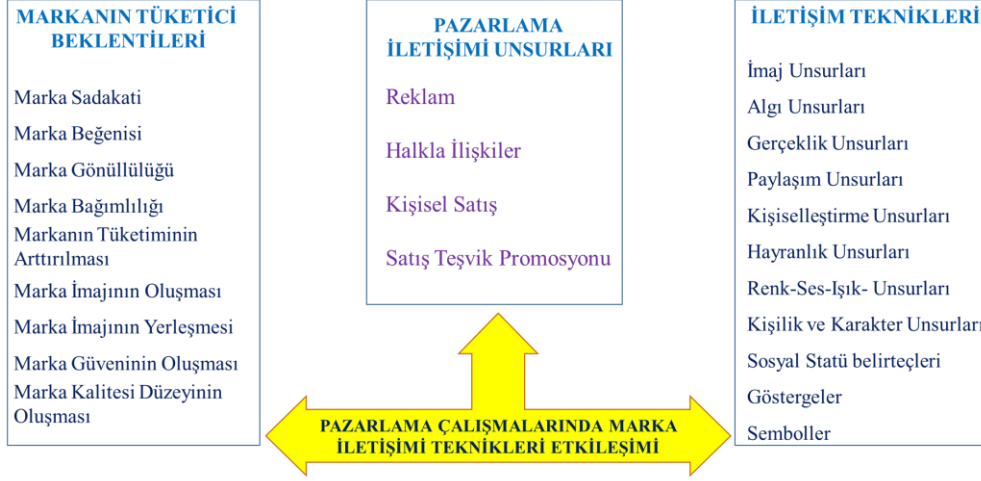 MARKANIN TÜKETİCİ
BEKLENTİLERİ
Marka Sadakati
Marka Beğenisi
Marka Gönüllülüğü
Marka Bağımlılığı
Markanın Tüketiminin
Arttırılması
Marka İmajının Oluşması
Marka İmajının Yerleşmesi
Marka Güveninin Oluşması
Marka Kalitesi Düzeyinin
Oluşması
PAZARLAMA
İLETİŞİMİ UNSURLARI
Reklam
Halkla İlişkiler
Kişisel Satış
Satış Teşvik Promosyonu
İLETİŞİM TEKNİKLERİ
İmaj Unsurları
Algı Unsurları
Gerçeklik Unsurları
Paylaşım Unsurları
Kişiselleştirme Unsurları
Hayranlık Unsurları
Renk-Ses-Işık- Unsurları
Kişilik ve Karakter Unsurları
Sosyal Statü belirteçleri
Göstergeler
Semboller
PAZARLAMA ÇALIŞMALARINDA MARKA
İLETİŞİMİ TEKNİKLERİ ETKİLEŞİMİ